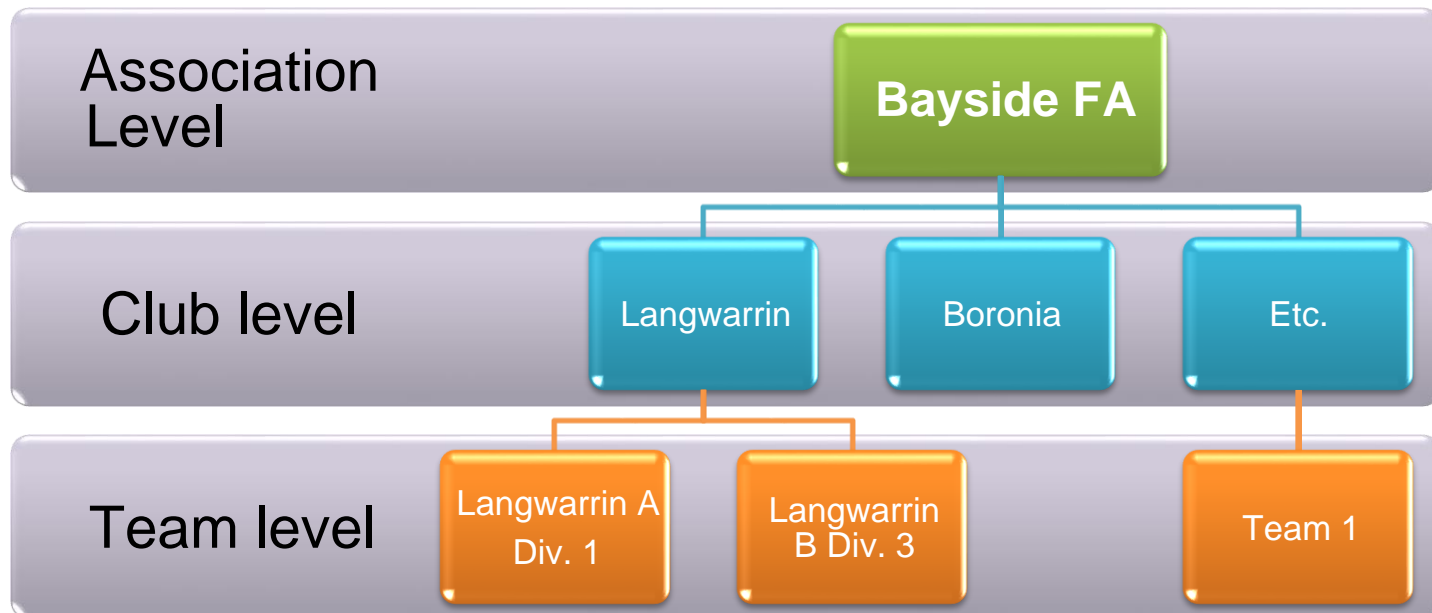 Association
Level
Bayside FA
Club level
Langwarrin
Boronia
Etc.
Team level
Langwarrin A
Div. 1
Langwarrin
B Div. 3
Team 1